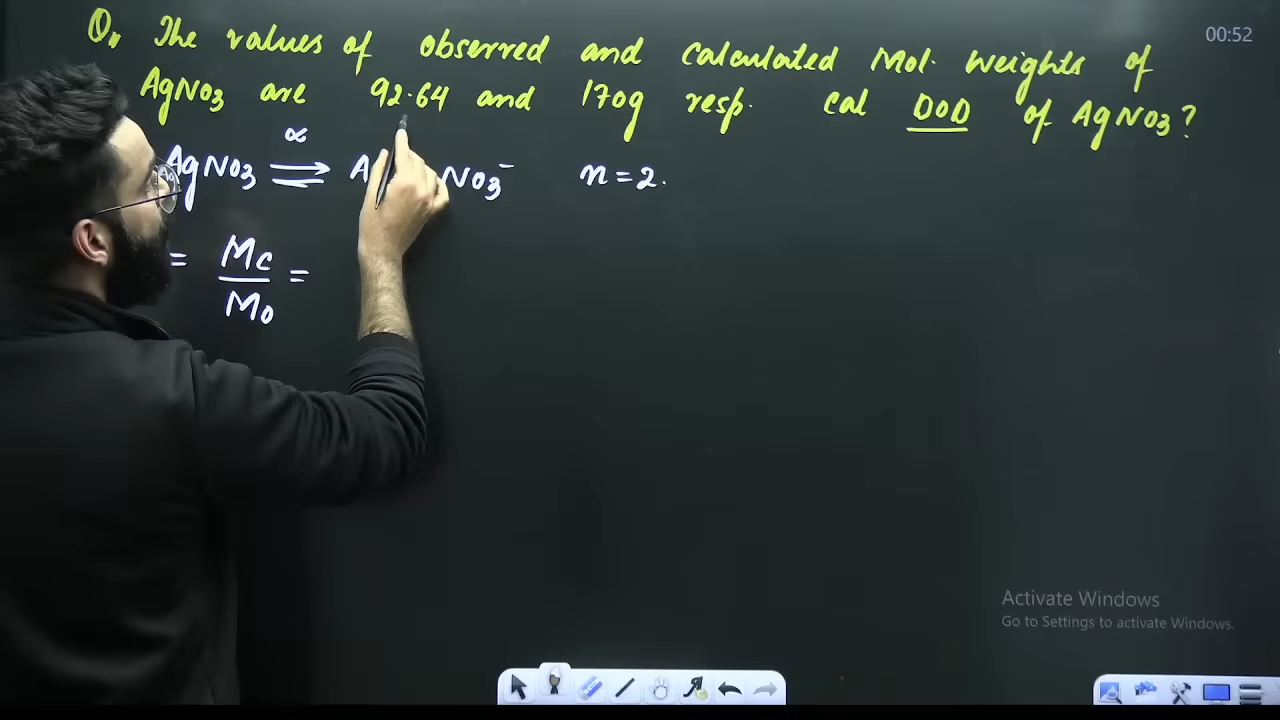 00:52
Q. The values of observed and calculated Mol. weights of
AgNO3 are 92.64 and 170g resp. cal DOD of AgNO3?
α
AgNO3 ⇌ A NO3⁻ n = 2.
= Mc
Mo =
Activate Windows
Go to Settings to activate Windows.